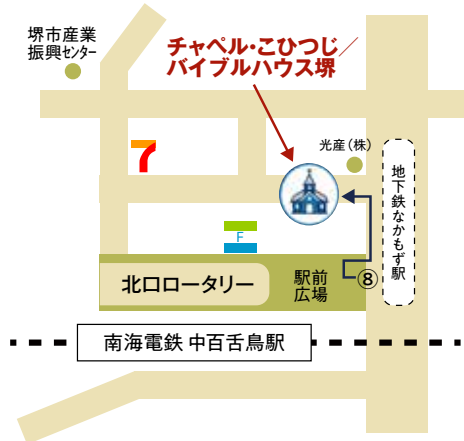 堺市産業
振興センター
チャペル・こひつじ／
バイブルハウス堺
光産(株)
地下鉄なかもず駅
F
北口ロータリー
駅前
広場
⑧
南海電鉄 中百舌鳥駅